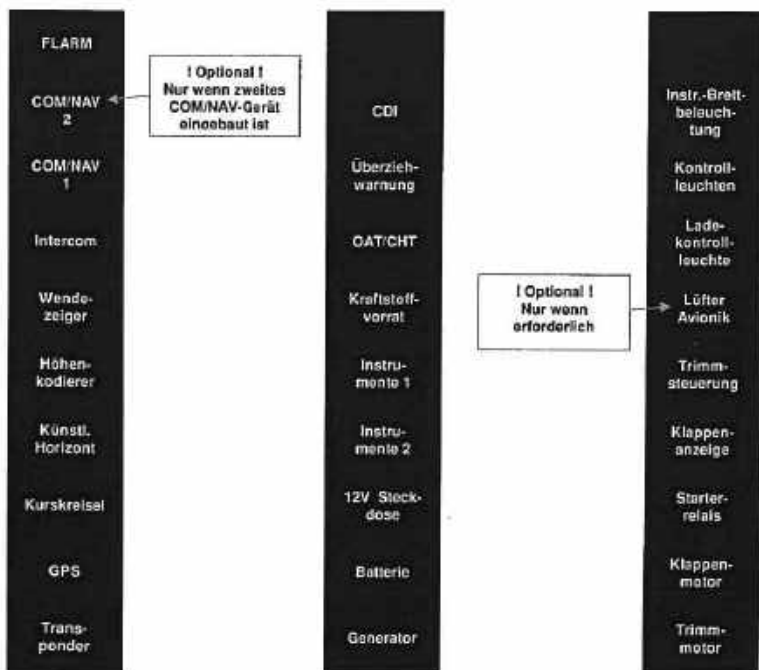 FLARM
COM/NAV
2
COM/NAV
1
Intercom
Wende-
zeiger
Höhen-
kodierer
Künstl.
Horizont
Kurskreisel
GPS
Trans-
ponder
! Optional !
Nur wenn zweites
COM/NAV-Gerät
eingebaut ist
CDI
Überzieh-
warnung
OAT/CHT
Kraftstoff-
vorrat
Instru-
mente 1
Instru-
mente 2
12V Steck-
dose
Batterie
Generator
! Optional !
Nur wenn
erforderlich
Instr.-Brett-
beleuch-
tung
Kontroll-
leuchten
Lade-
kontroll-
leuchte
Lüfter
Avionik
Trimm-
steuerung
Klappen-
anzeige
Starter-
relais
Klappen-
motor
Trimm-
motor